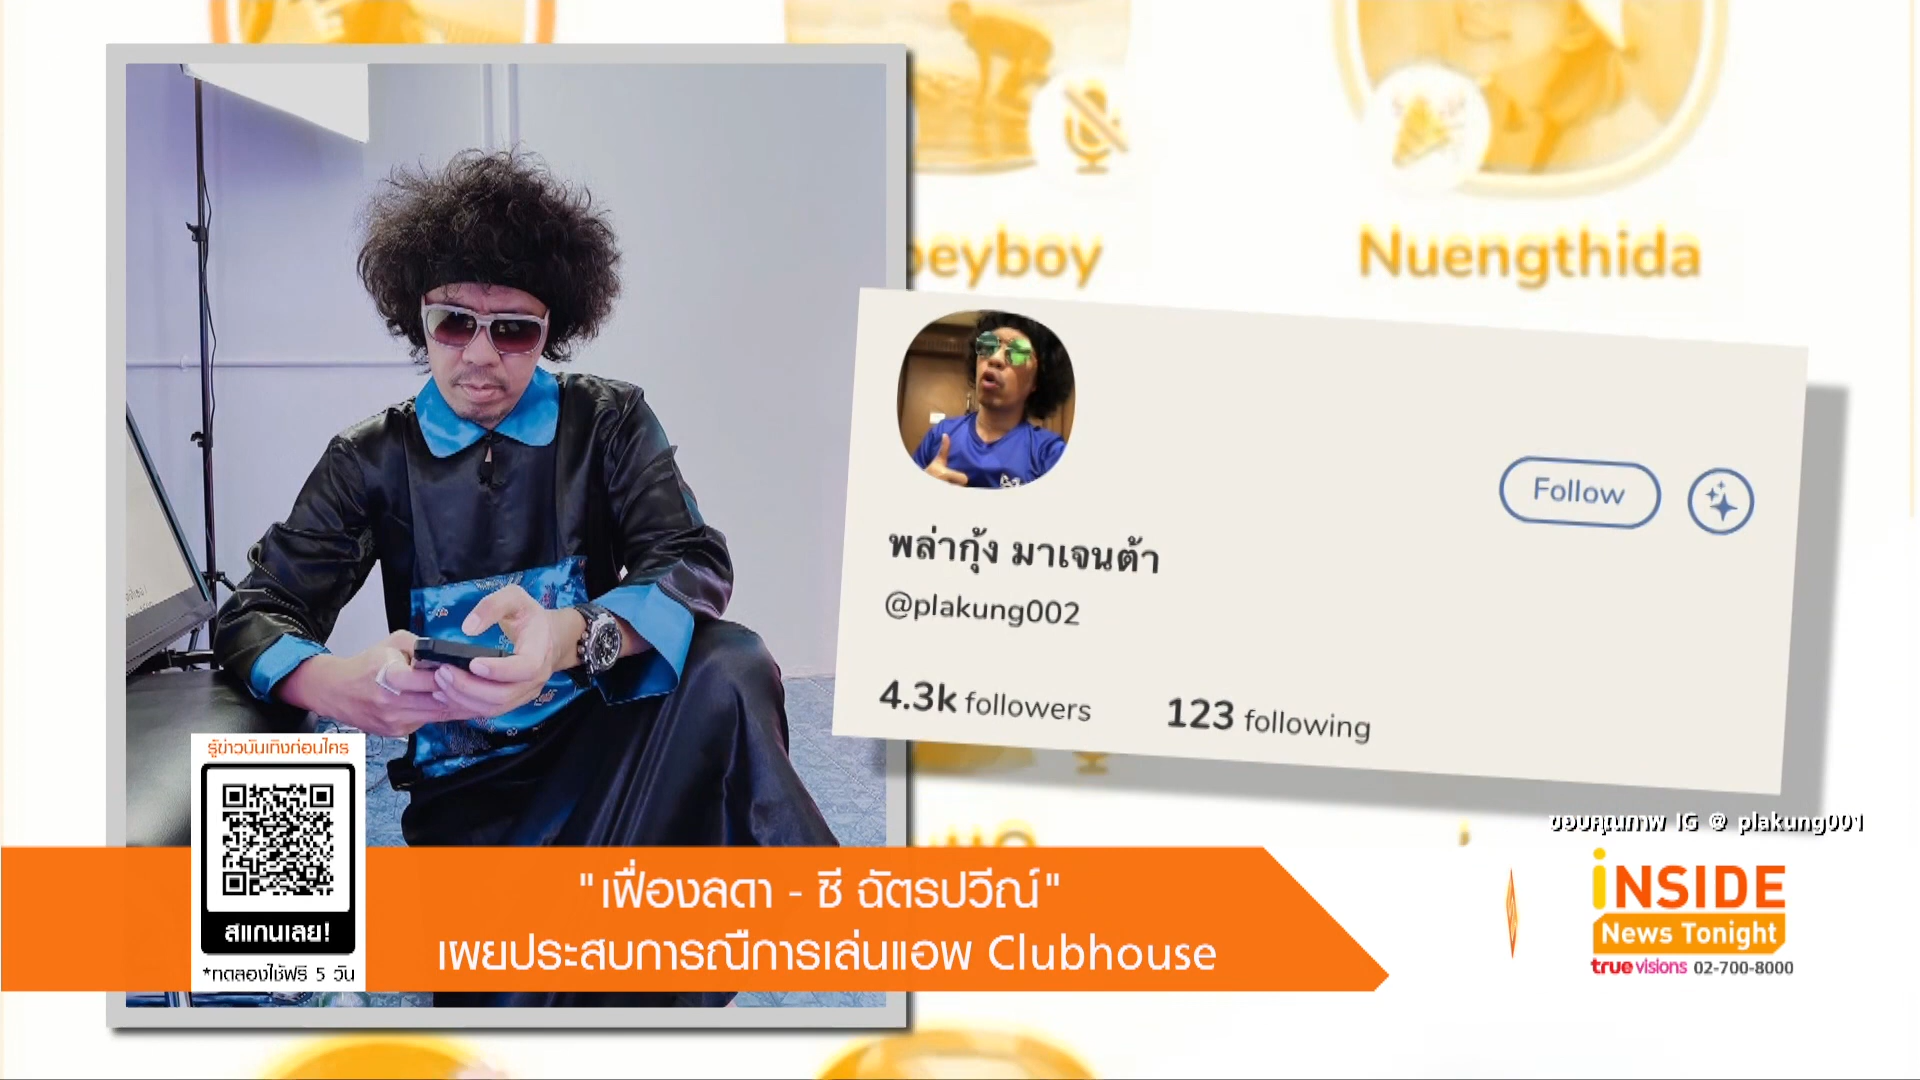 Nuengthida
Follow
พล่ากุ้ง มาเจนต้า
@plakung002
4.3k followers
123 following
รู้ข่าวบันเทิงก่อนใคร
สแกนเลย!
*ทดลองใช้ฟรี 5 วัน
ขอบคุณภาพ IG @ plakung001
"เฟื่องลดา - ซี ฉัตรปวีณ์"
เผยประสบการณ์การเล่นแอพ Clubhouse
iNSIDE
News Tonight
true visions 02-700-8000